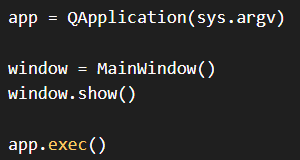 app = QApplication(sys.argv)
window = MainWindow()
window.show()
app.exec()